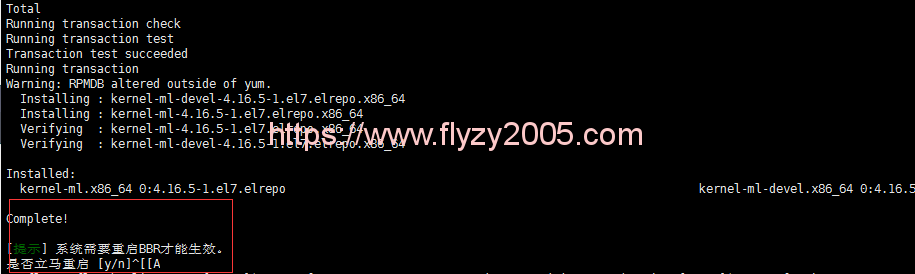 Total
Running transaction check
Running transaction test
Transaction test succeeded
Running transaction
Warning: RPMDB altered outside of yum.
Installing : kernel-ml-devel-4.16.5-1.el7.elrepo.x86_64
Installing : kernel-ml-4.16.5-1.el7.elrepo.x86_64
Verifying : kernel-ml-4.16.5-1.el7.elrepo.x86_64
Verifying : kernel-ml-devel-4.16.5-1.el7.elrepo.x86_64
https://www.flyzy2005.com
Installed:
kernel-ml.x86_64 0:4.16.5-1.el7.elrepo kernel-ml-devel.x86_64 0:4.16
Complete!
[提示] 系统需要重启BBR才能生效。
是否立马重启 [y/n]^[[A